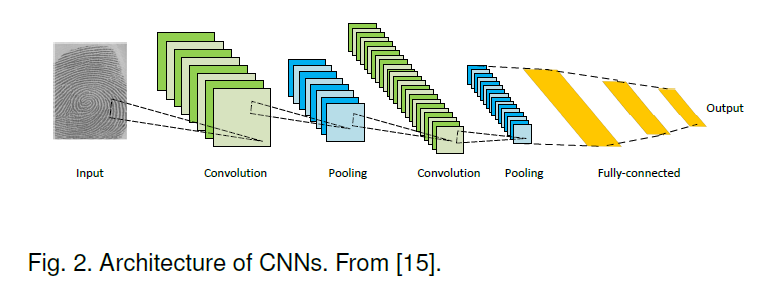 Output
Input
Convolution
Pooling
Convolution
Pooling
Fully-connected
Fig. 2. Architecture of CNNs. From [15].